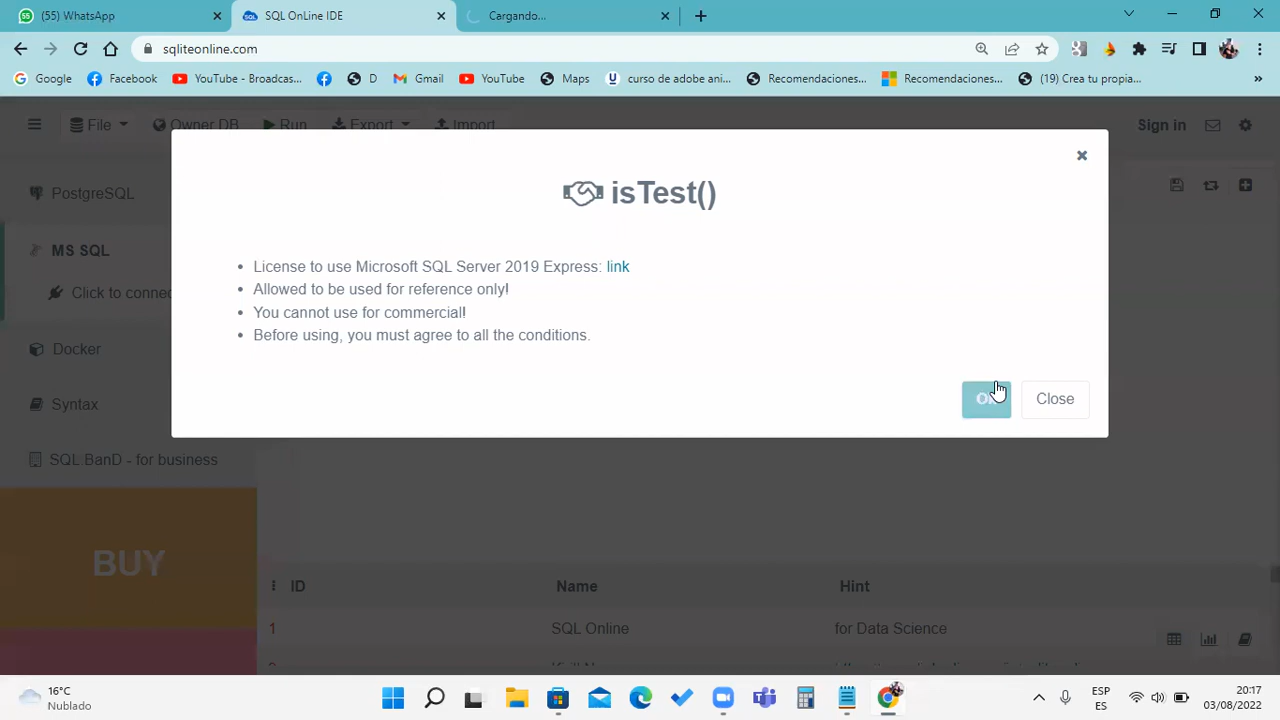 (55) WhatsApp
SQL OnLine IDE
Cargando...
sqliteonline.com
Google
Facebook
YouTube - Broadcas...
D
Gmail
YouTube
Maps
curso de adobe ani...
Recomendaciones...
Recomendaciones...
(19) Crea tu propia...
»
File
Owner DB
Run
Export
Import
Sign in
isTest()
License to use Microsoft SQL Server 2019 Express: link
Allowed to be used for reference only!
You cannot use for commercial!
Before using, you must agree to all the conditions.
Close
PostgreSQL
MS SQL
Click to connec
Docker
Syntax
SQL.BanD - for business
BUY
ID Name Hint
1 SQL Online for Data Science
16°C
Nublado
ESP
ES
20:17
03/08/2022